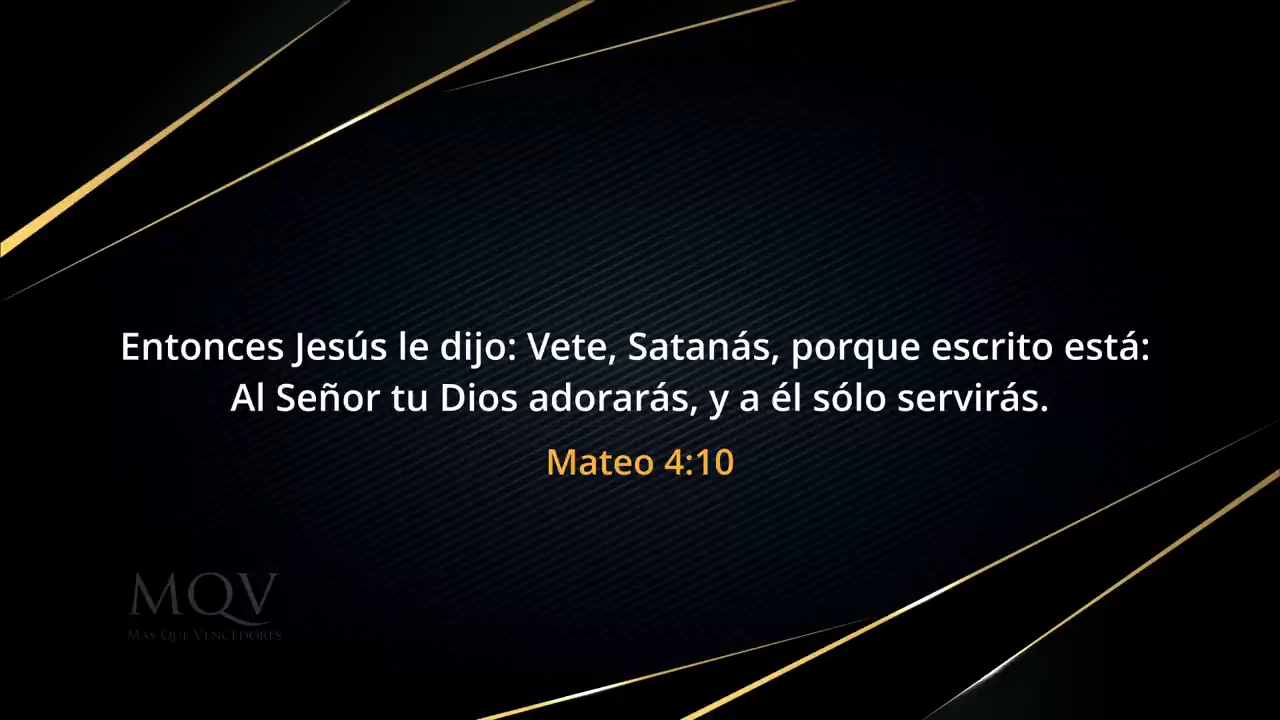 Entonces Jesús le dijo: Vete, Satanás, porque escrito está:
Al Señor tu Dios adorarás, y a él sólo servirás.
Mateo 4:10
MQV
MAS QUE VENCEDORES